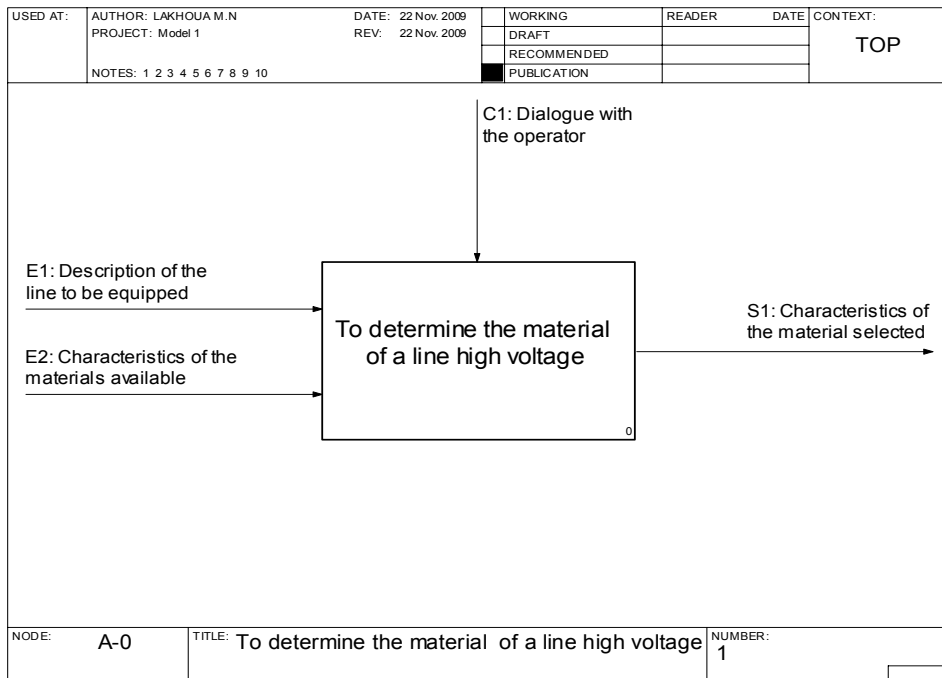 USED AT:
AUTHOR: LAKHOUA M.N
DATE: 22 Nov. 2009
PROJECT: Model 1
REV: 22 Nov. 2009
NOTES: 1 2 3 4 5 6 7 8 9 10
WORKING
DRAFT
RECOMMENDED
PUBLICATION
READER DATE
CONTEXT:
TOP
C1: Dialogue with
the operator
E1: Description of the
line to be equipped
E2: Characteristics of the
materials available
To determine the material
of a line high voltage
0
S1: Characteristics of
the material selected
NODE: A-0
TITLE: To determine the material of a line high voltage
NUMBER:
1